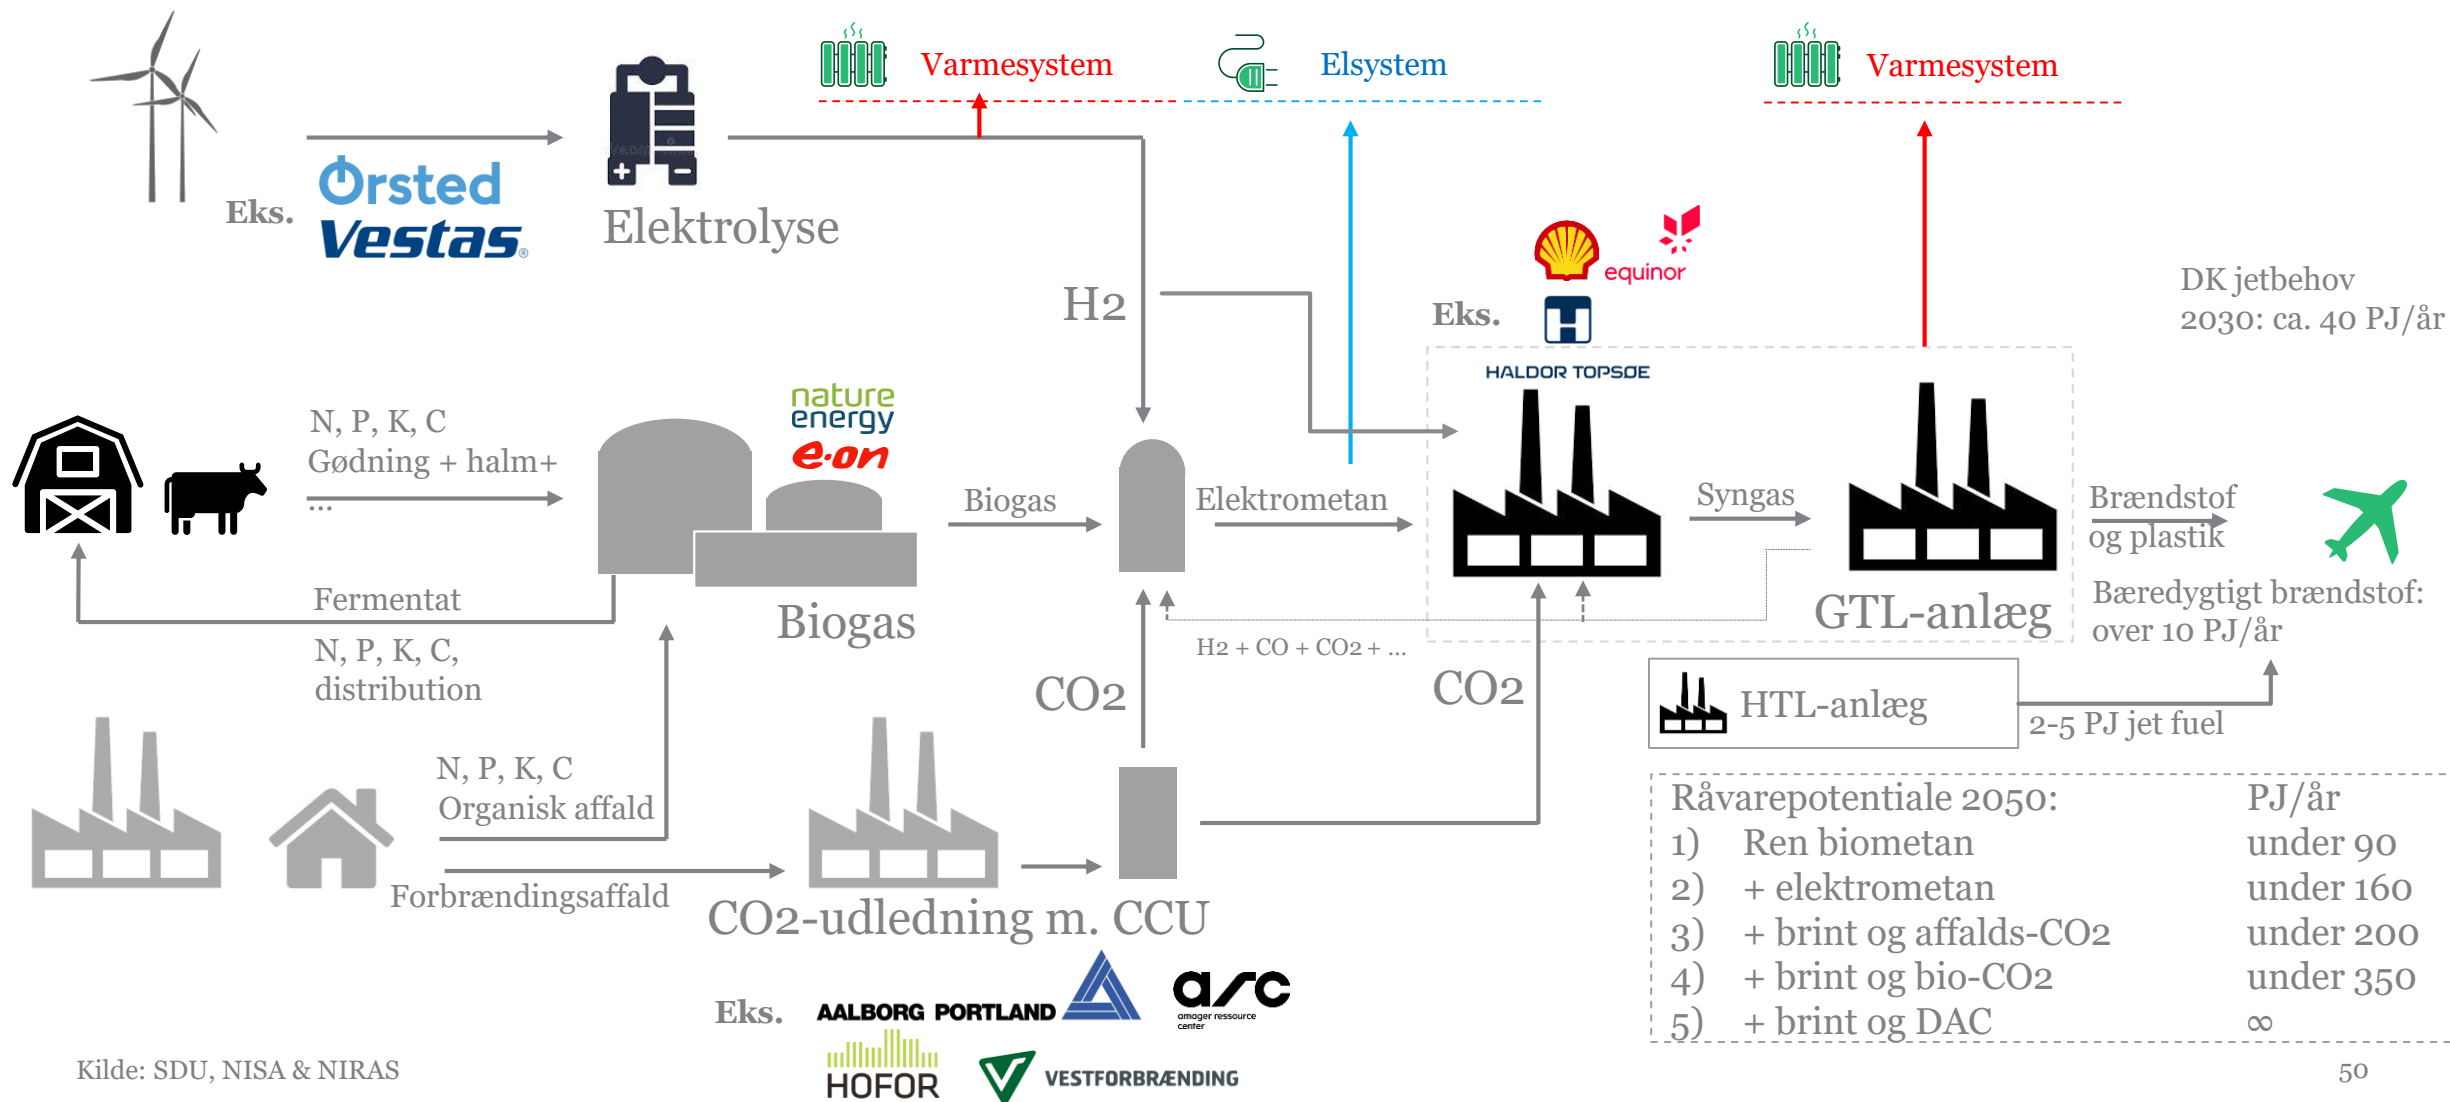 Varmesystem
Elsystem
Varmesystem
Eks.
Ørsted
Vestas®
Elektrolyse
H2
equinor
Eks.
HALDOR TOPSØE
DK jetbehov
2030: ca. 40 PJ/år
N, P, K, C
Gødning + halm+
...
nature
energy
e·on
Biogas
Elektrometan
Syngas
Brændstof
og plastik
Fermentat
N, P, K, C,
distribution
Biogas
H2 + CO + CO2 + ...
GTL-anlæg
Bæredygtigt brændstof:
over 10 PJ/år
CO2
CO2
HTL-anlæg
2-5 PJ jet fuel
N, P, K, C
Organisk affald
Forbrændingsaffald
CO2-udledning m. CCU
Råvarepotentiale 2050: PJ/år
1) Ren biometan under 90
2) + elektrometan under 160
3) + brint og affalds-CO2 under 200
4) + brint og bio-CO2 under 350
5) + brint og DAC ∞
Eks.
AALBORG PORTLAND
arc
amager ressource
center
HOFOR
VESTFORBRÆNDING
Kilde: SDU, NISA & NIRAS
50